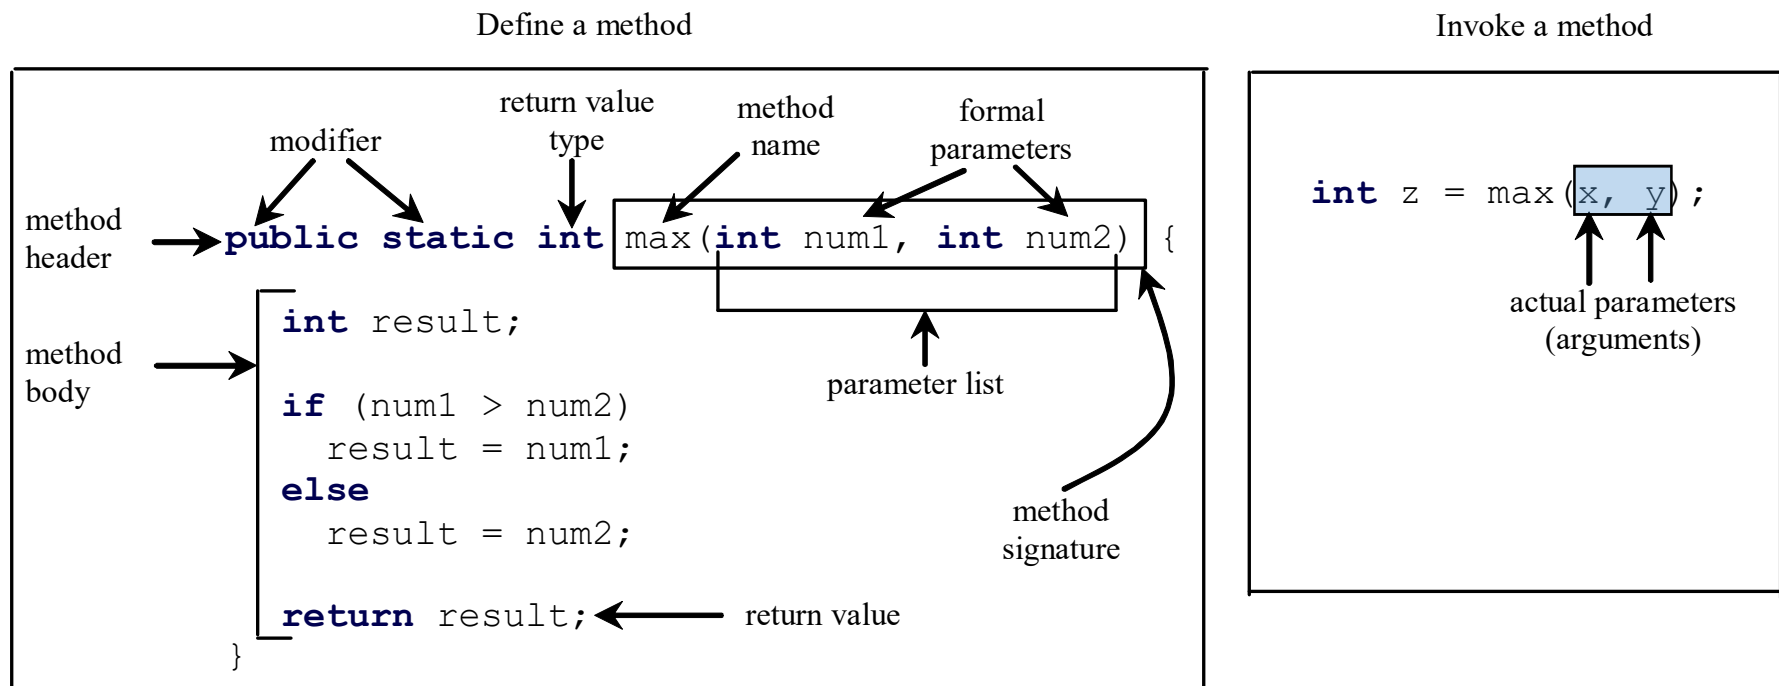 Define a method
Invoke a method
return value
type
method
name
formal
parameters
modifier
method
header
public static int max(int num1, int num2) {
int result;
method
body
parameter list
if (num1 > num2)
result = num1;
else
result = num2;
method
signature
return result;
return value
}
int z = max(x, y);
actual parameters
(arguments)